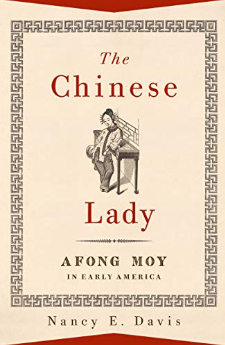 The
Chinese
Lady
AFONG MOY
IN EARLY AMERICA
Nancy E. Davis